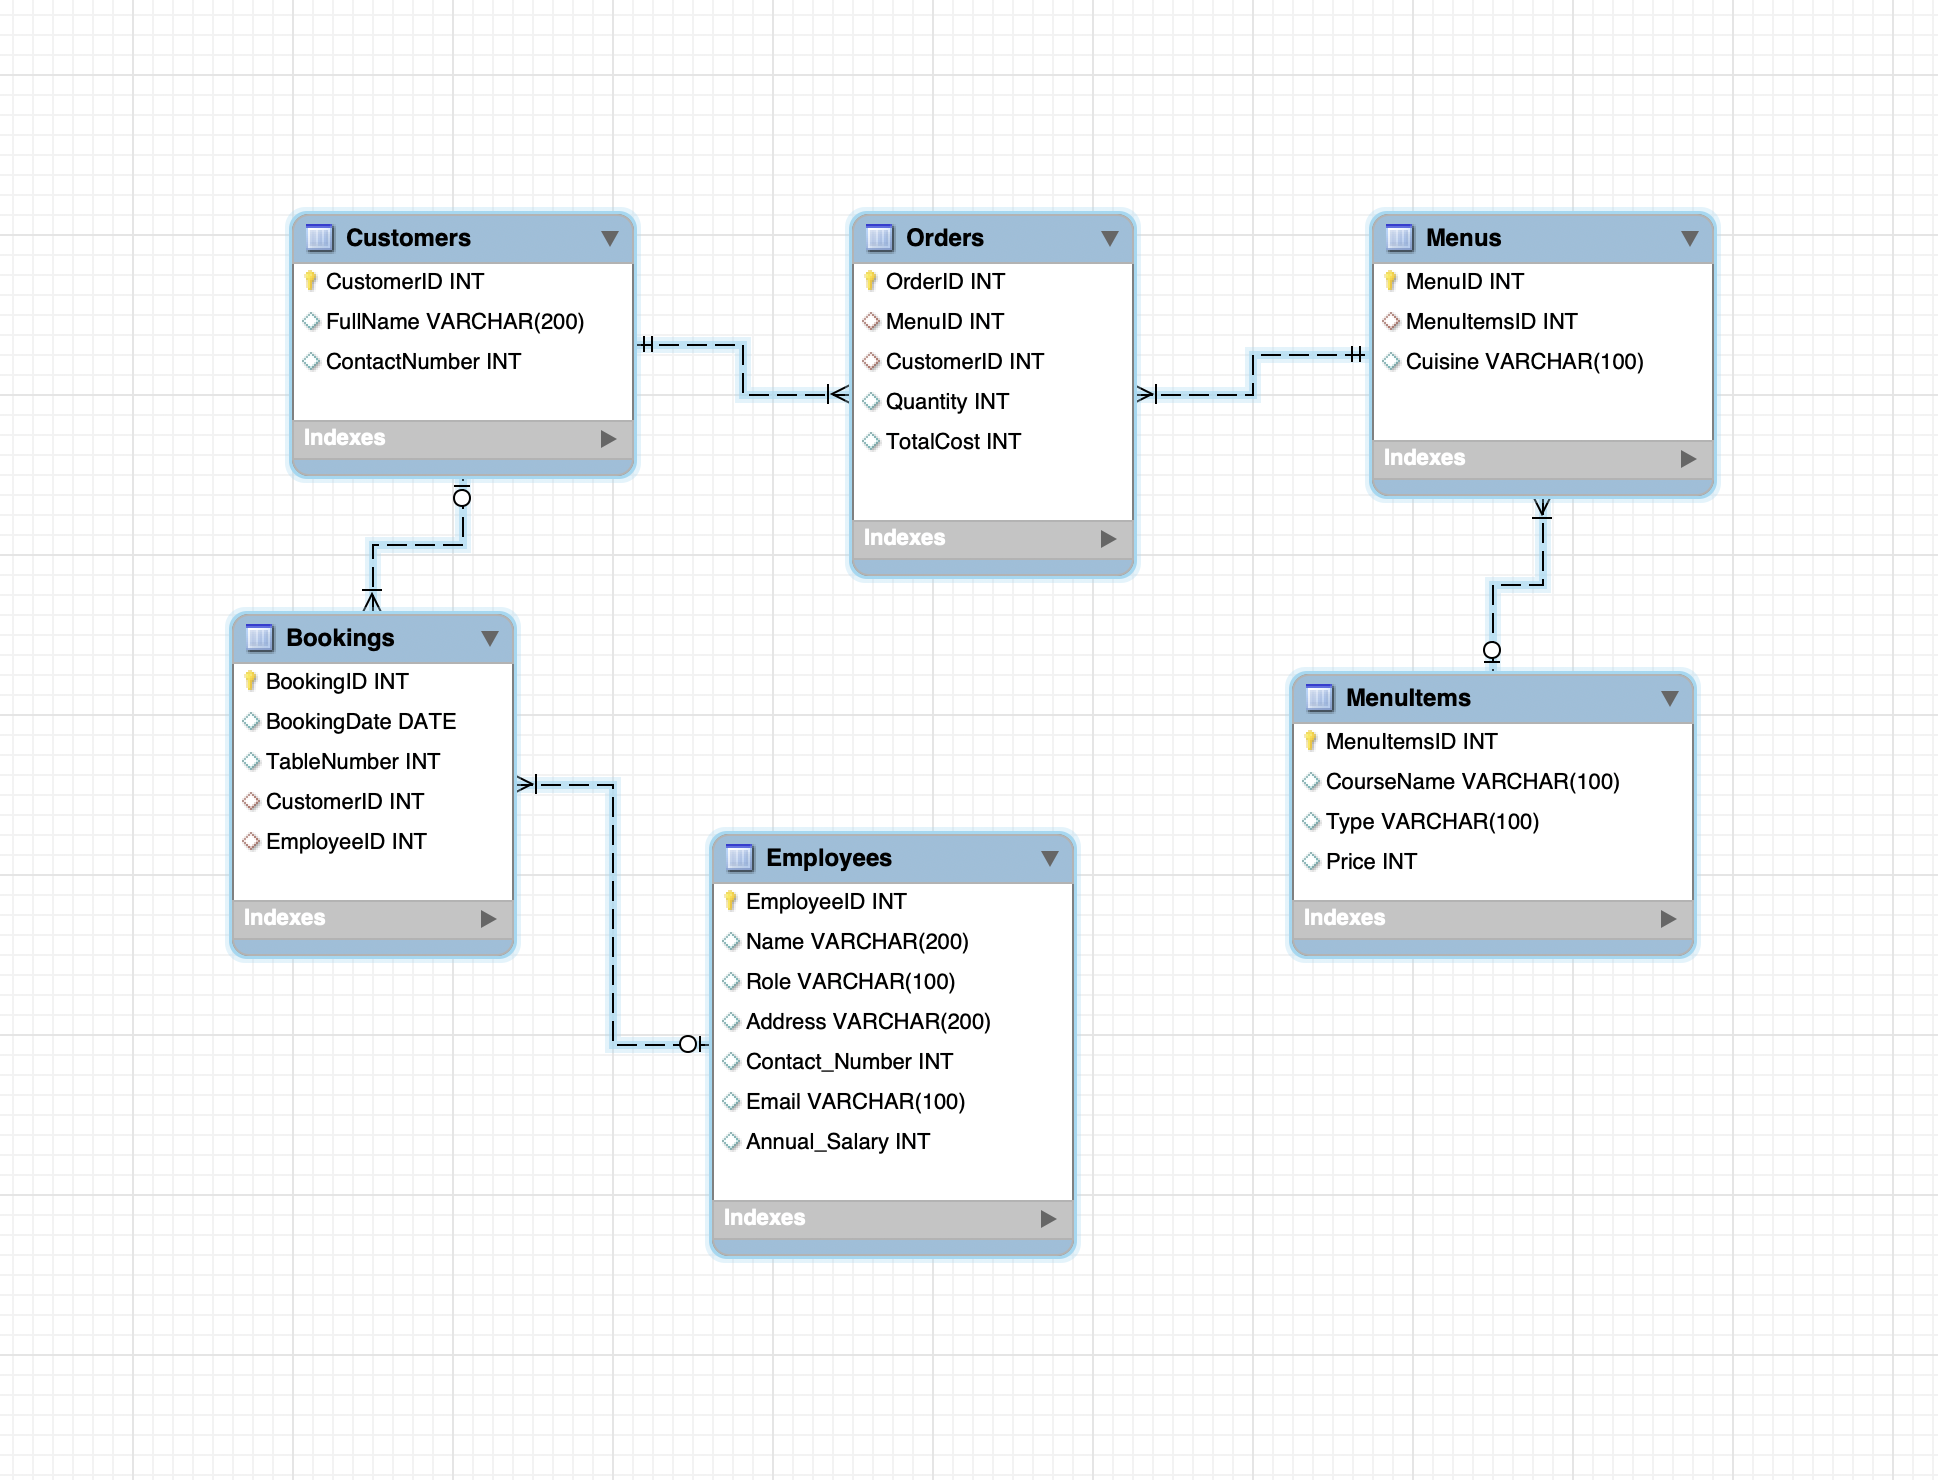 Customers
CustomerID INT
FullName VARCHAR(200)
ContactNumber INT
Indexes
Orders
OrderID INT
MenuID INT
CustomerID INT
Quantity INT
TotalCost INT
Indexes
Menus
MenuID INT
MenuItemsID INT
Cuisine VARCHAR(100)
Indexes
Bookings
BookingID INT
BookingDate DATE
TableNumber INT
CustomerID INT
EmployeeID INT
Indexes
Employees
EmployeeID INT
Name VARCHAR(200)
Role VARCHAR(100)
Address VARCHAR(200)
Contact_Number INT
Email VARCHAR(100)
Annual_Salary INT
Indexes
MenuItems
MenuItemsID INT
CourseName VARCHAR(100)
Type VARCHAR(100)
Price INT
Indexes